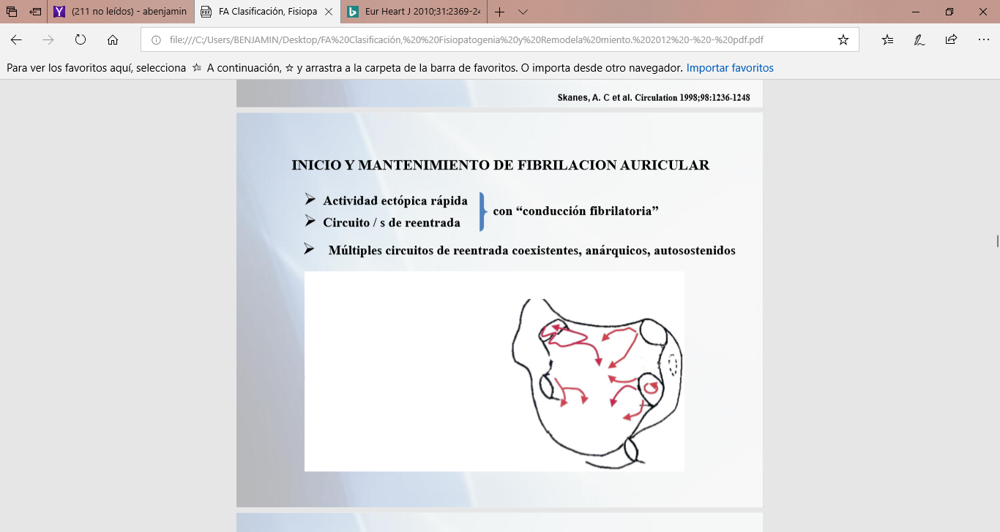 (211 no leídos) - abenjamin
FA Clasificación, Fisiopa
Eur Heart J 2010;31:2369-24
file:///C:/Users/BENJAMIN/Desktop/FA%20Clasificación,%20%20Fisiopatogenia%20y%20Remodela%20miento.%202012%20-%20-%20pdf.pdf
Para ver los favoritos aquí, selecciona A continuación, y arrastra a la carpeta de la barra de favoritos. O importa desde otro navegador. Importar favoritos
Skanes, A. C et al. Circulation 1998;98:1236-1248
INICIO Y MANTENIMIENTO DE FIBRILACION AURICULAR
Actividad ectópica rápida
Circuito / s de reentrada
con “conducción fibrilatoria”
Múltiples circuitos de reentrada coexistentes, anárquicos, autosostenidos